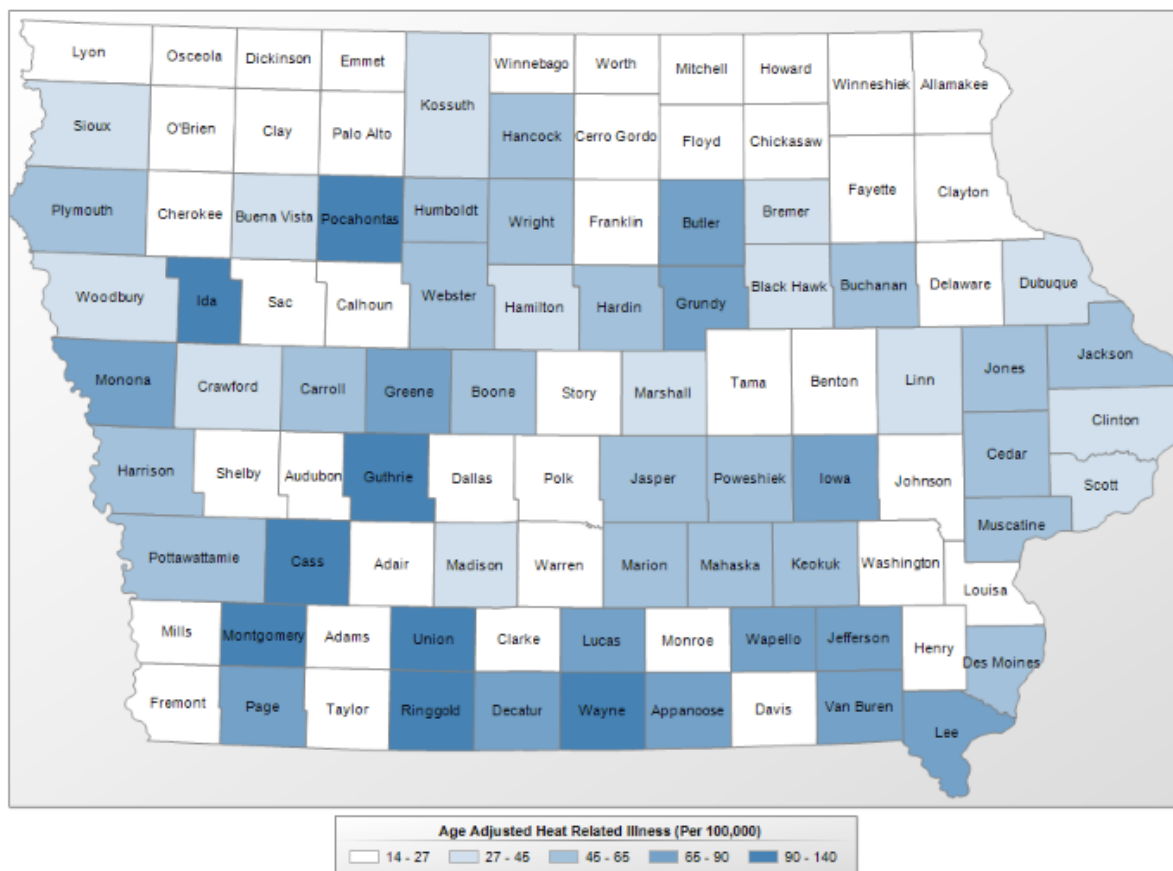 Lyon
Osceola
Dickinson
Emmet
Kossuth
Winnebago
Worth
Mitchell
Howard
Winneshiek
Allamakee
Sioux
O'Brien
Clay
Palo Alto
Hancock
Cerro Gordo
Floyd
Chickasaw
Fayette
Clayton
Plymouth
Cherokee
Buena Vista
Pocahontas
Humboldt
Wright
Franklin
Butler
Bremer
Woodbury
Ida
Sac
Calhoun
Webster
Hamilton
Hardin
Grundy
Black Hawk
Buchanan
Delaware
Dubuque
Monona
Crawford
Carroll
Greene
Boone
Story
Marshall
Tama
Benton
Linn
Jones
Jackson
Clinton
Harrison
Shelby
Audubon
Guthrie
Dallas
Polk
Jasper
Poweshiek
Iowa
Johnson
Cedar
Scott
Muscatine
Pottawattamie
Cass
Adair
Madison
Warren
Marion
Mahaska
Keokuk
Washington
Louisa
Mills
Montgomery
Adams
Union
Clarke
Lucas
Monroe
Wapello
Jefferson
Henry
Des Moines
Fremont
Page
Taylor
Ringgold
Decatur
Wayne
Appanoose
Davis
Van Buren
Lee
Age Adjusted Heat Related Illness (Per 100,000)
14 - 27 27 - 45 45 - 65 65 - 90 90 - 140